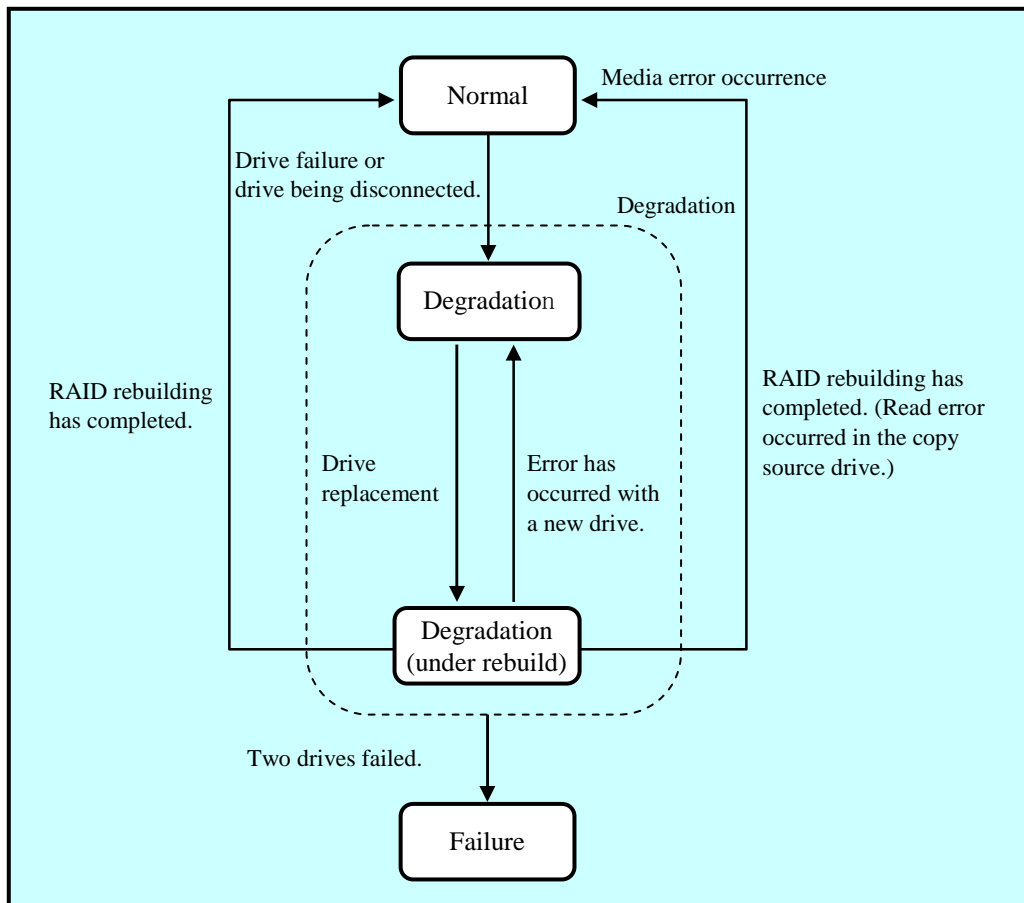 Normal
Media error occurrence
Drive failure or
drive being disconnected.
Degradation
Degradation
RAID rebuilding
has completed.
RAID rebuilding has
completed. (Read error
occurred in the copy
source drive.)
Drive
replacement
Error has
occurred with
a new drive.
Degradation
(under rebuild)
Two drives failed.
Failure